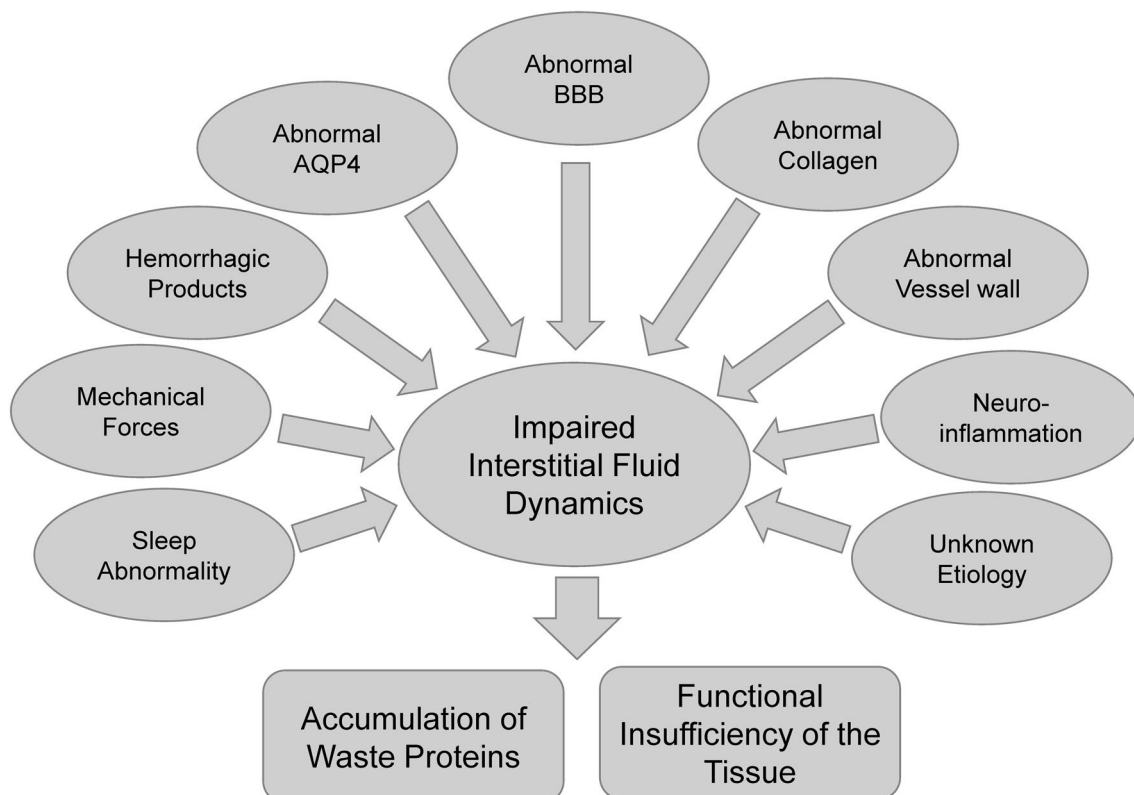 Abnormal
BBB
Abnormal
AQP4
Abnormal
Collagen
Hemorrhagic
Products
Abnormal
Vessel wall
Mechanical
Forces
Neuro-
inflammation
Impaired
Interstitial Fluid
Dynamics
Sleep
Abnormality
Unknown
Etiology
Accumulation of
Waste Proteins
Functional
Insufficiency of the
Tissue